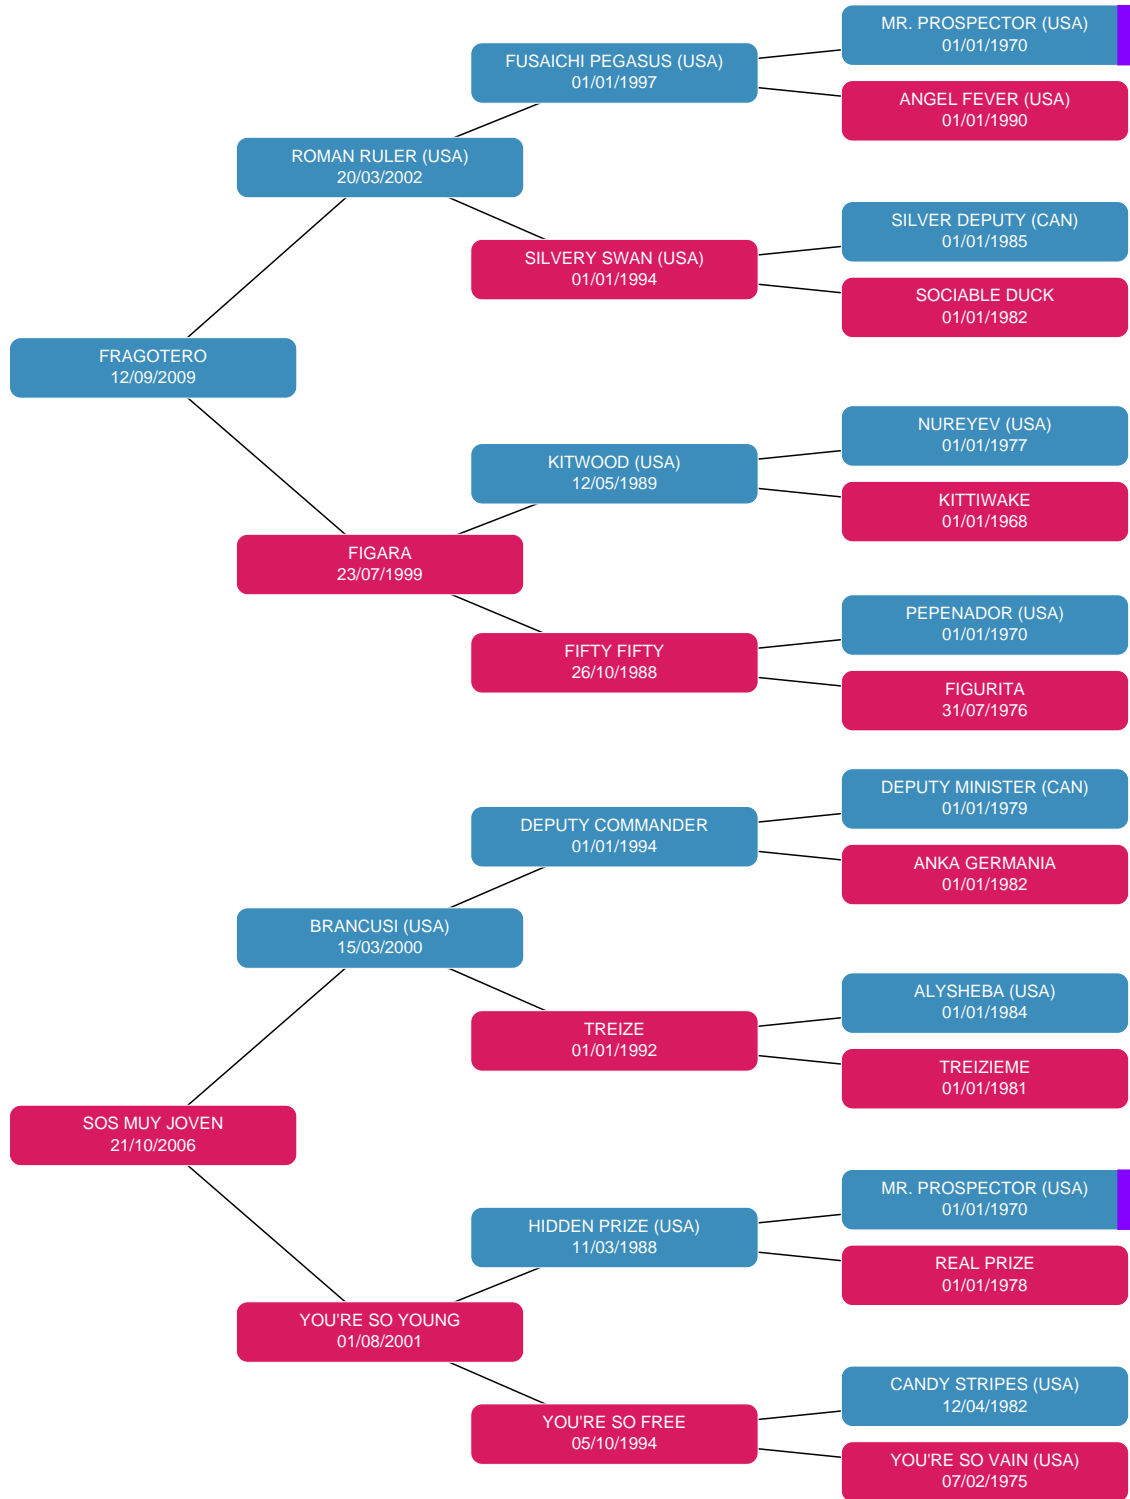 MR. PROSPECTOR (USA)
01/01/1970
FUSAICHI PEGASUS (USA)
01/01/1997
ANGEL FEVER (USA)
01/01/1990
ROMAN RULER (USA)
20/03/2002
SILVER DEPUTY (CAN)
01/01/1985
SILVERY SWAN (USA)
01/01/1994
SOCIABLE DUCK
01/01/1982
FRAGOTERO
12/09/2009
NUREYEV (USA)
01/01/1977
KITWOOD (USA)
12/05/1989
KITTIWAKE
01/01/1968
FIGARA
23/07/1999
PEPENADOR (USA)
01/01/1970
FIFTY FIFTY
26/10/1988
FIGURITA
31/07/1976
DEPUTY MINISTER (CAN)
01/01/1979
DEPUTY COMMANDER
01/01/1994
ANKA GERMANIA
01/01/1982
BRANCUSI (USA)
15/03/2000
ALYSHEBA (USA)
01/01/1984
TREIZE
01/01/1992
TREIZIEME
01/01/1981
SOS MUY JOVEN
21/10/2006
MR. PROSPECTOR (USA)
01/01/1970
HIDDEN PRIZE (USA)
11/03/1988
REAL PRIZE
01/01/1978
YOU'RE SO YOUNG
01/08/2001
CANDY STRIPES (USA)
12/04/1982
YOU'RE SO FREE
05/10/1994
YOU'RE SO VAIN (USA)
07/02/1975